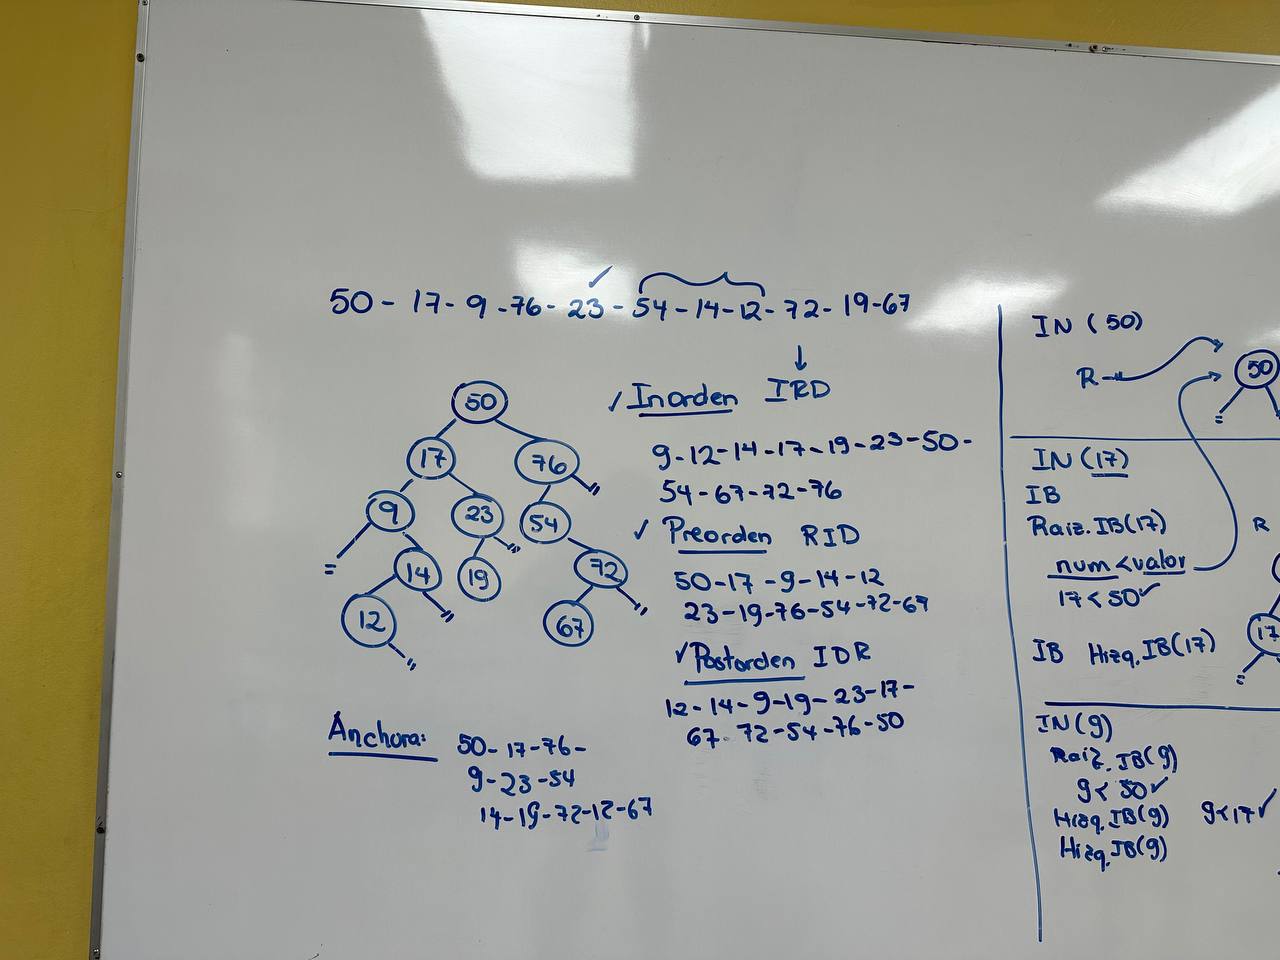 50 - 17 - 9 - 76 - 23 - 54 - 14 - 12 - 72 - 19 - 67
50
17
76
9
23
54
14
19
72
12
67
✓ Inorden IRD
9-12-14-17-19-23-50-
54-67-72-76
✓ Preorden RID
50-17-9-14-12
23-19-76-54-72-67
✓ Postorden IDR
12-14-9-19-23-17-
67-72-54-76-50
Anchora:
50-17-76-
9-23-54
14-19-72-12-67
IN (50)
R
50
IN (17)
IB
Raiz.IB(17)
R
num<valor
17<50✓
IB Hizq.IB(17)
17
IN(9)
Raiz.IB(9)
9<50✓
Hizq.IB(9) 9<17✓
Hizq.IB(9)